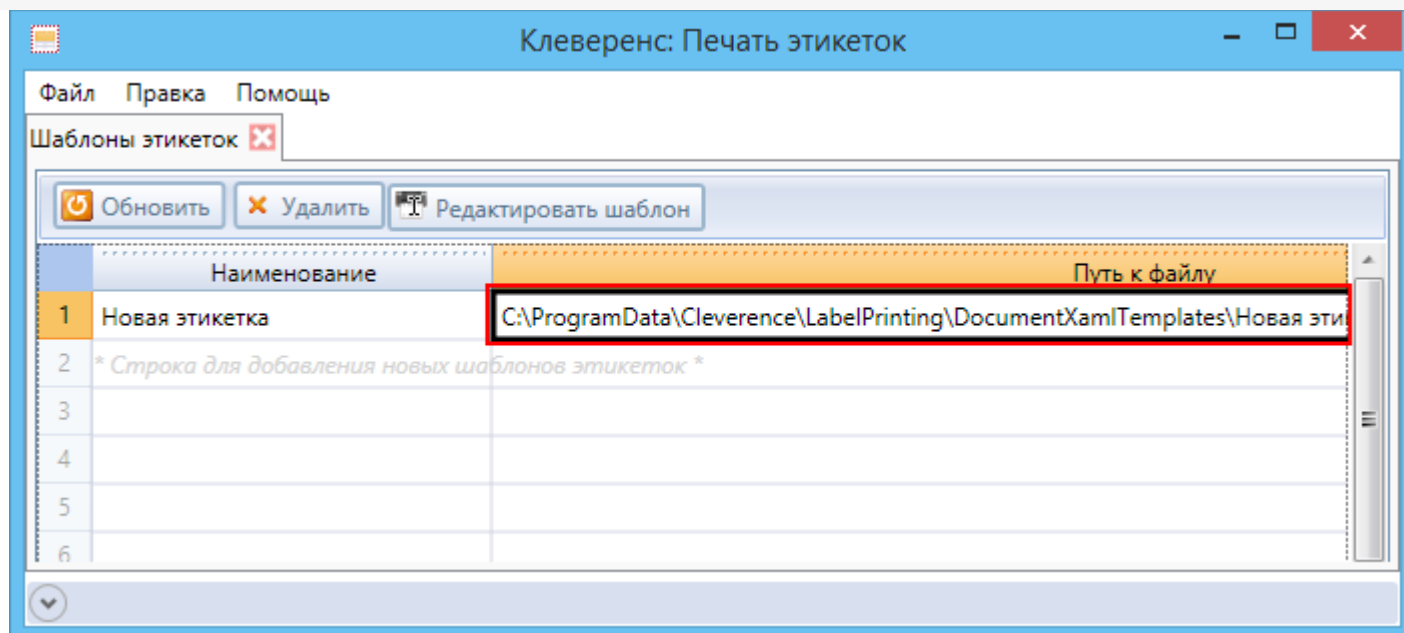 Клеверенс: Печать этикеток
Файл Правка Помощь
Шаблоны этикеток
Обновить Удалить Редактировать шаблон
Наименование Путь к файлу
1 Новая этикетка C:\ProgramData\Cleverence\LabelPrinting\DocumentXamlTemplates\Новая
2 * Строка для добавления новых шаблонов этикеток *
3
4
5
6